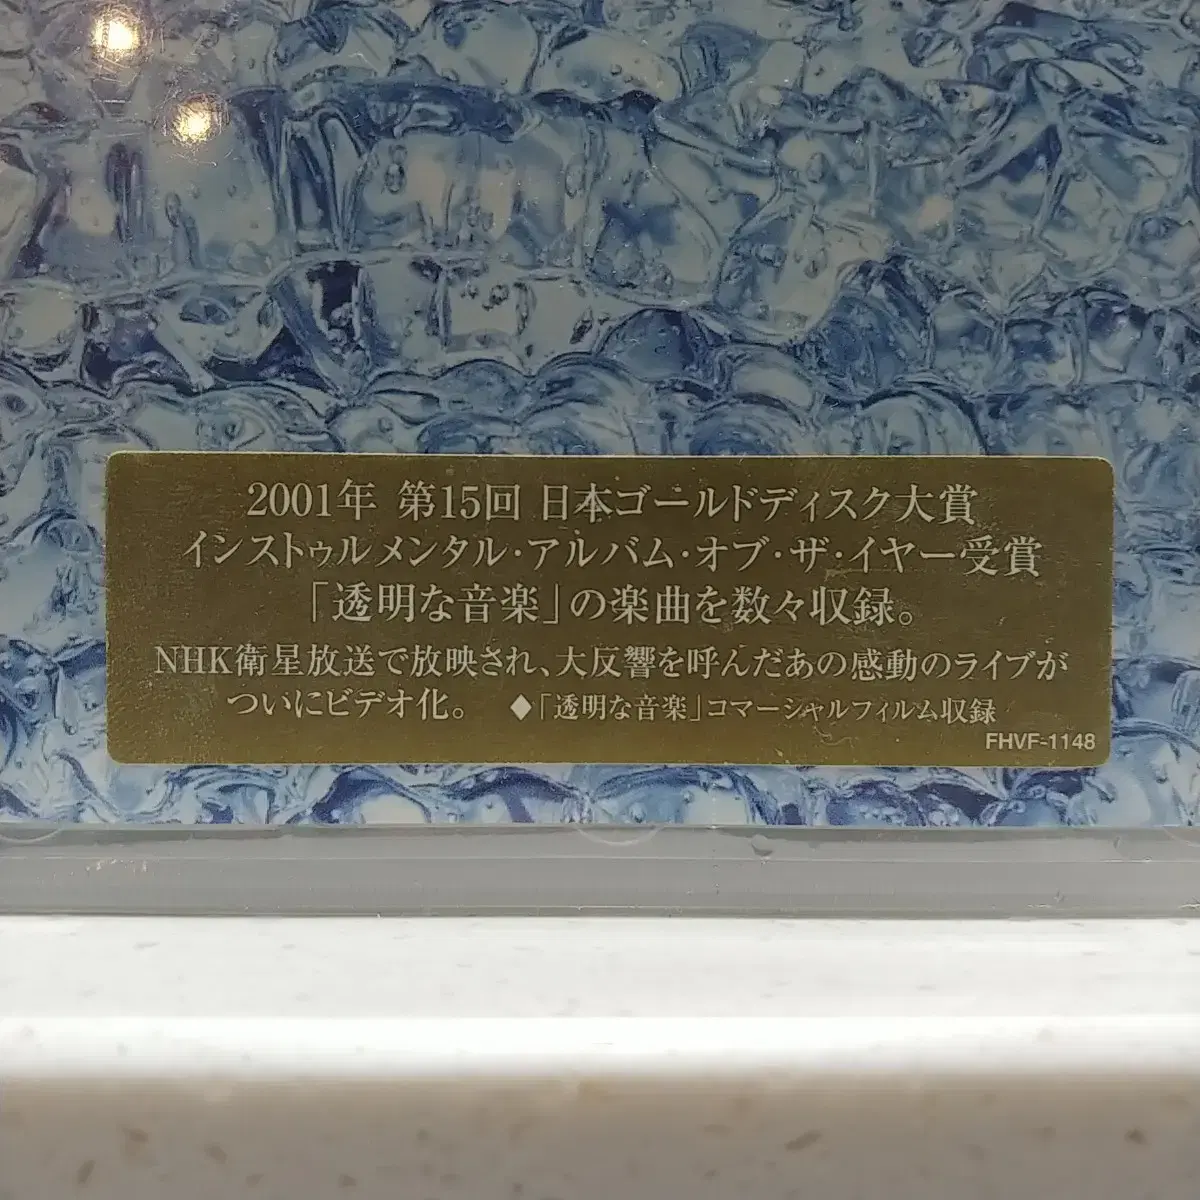 2001年 第15回 日本ゴールドディスク大賞
インストゥルメンタル・アルバム・オブ・ザ・イヤー受賞
「透明な音楽」の楽曲を数々収録。
NHK衛星放送で放映され、大反響を呼んだあの感動のライブが
ついにビデオ化。 ◆「透明な音楽」コマーシャルフィルム収録
FHVF-1148